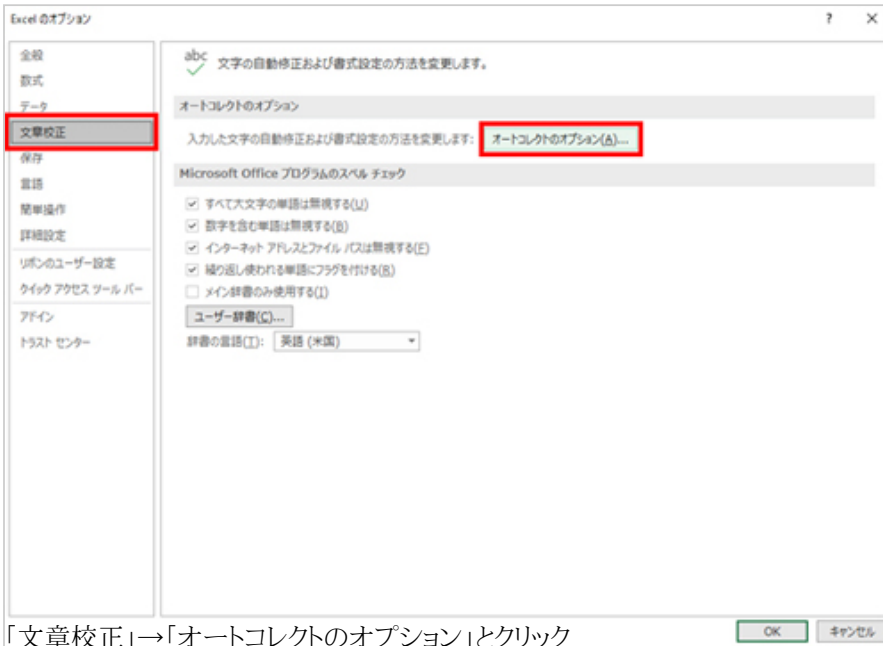 Excel のオプション
? ×
全般
数式
データ
文章校正
保存
言語
簡単操作
詳細設定
リボンのユーザー設定
クイック アクセス ツール バー
アドイン
トラスト センター
abc 文字の自動修正および書式設定の方法を変更します。
オートコレクトのオプション
入力した文字の自動修正および書式設定の方法を変更します: オートコレクトのオプション(A)...
Microsoft Office プログラムのスペル チェック
すべて大文字の単語は無視する(U)
数字を含む単語は無視する(B)
インターネット アドレスとファイル パスは無視する(F)
繰り返し使われる単語にフラグを付ける(R)
メイン辞書のみ使用する(I)
ユーザー辞書(C)...
辞書の言語(T): 英語 (米国)
OK キャンセル
「文章校正」→「オートコレクトのオプション」とクリック